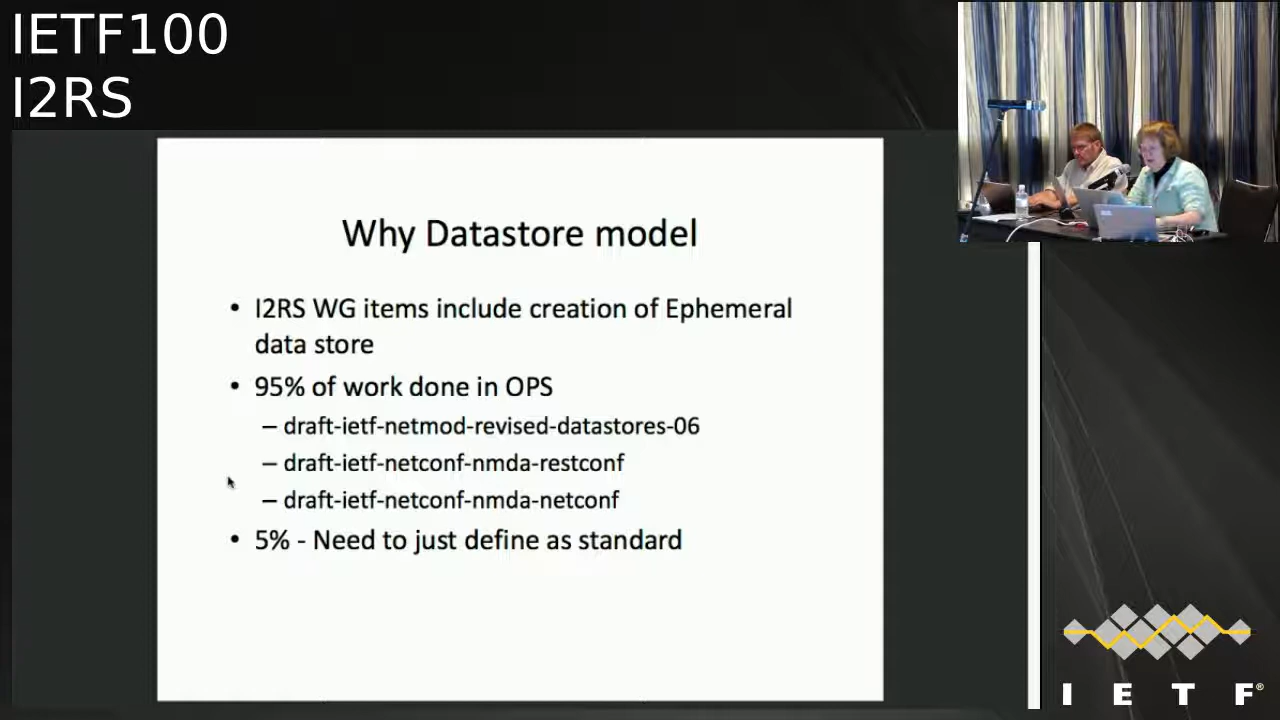 IETF100
I2RS
Why Datastore model
• I2RS WG items include creation of Ephemeral
data store
• 95% of work done in OPS
– draft-ietf-netmod-revised-datastores-06
– draft-ietf-netconf-nmda-restconf
– draft-ietf-netconf-nmda-netconf
• 5% - Need to just define as standard
I E T F®